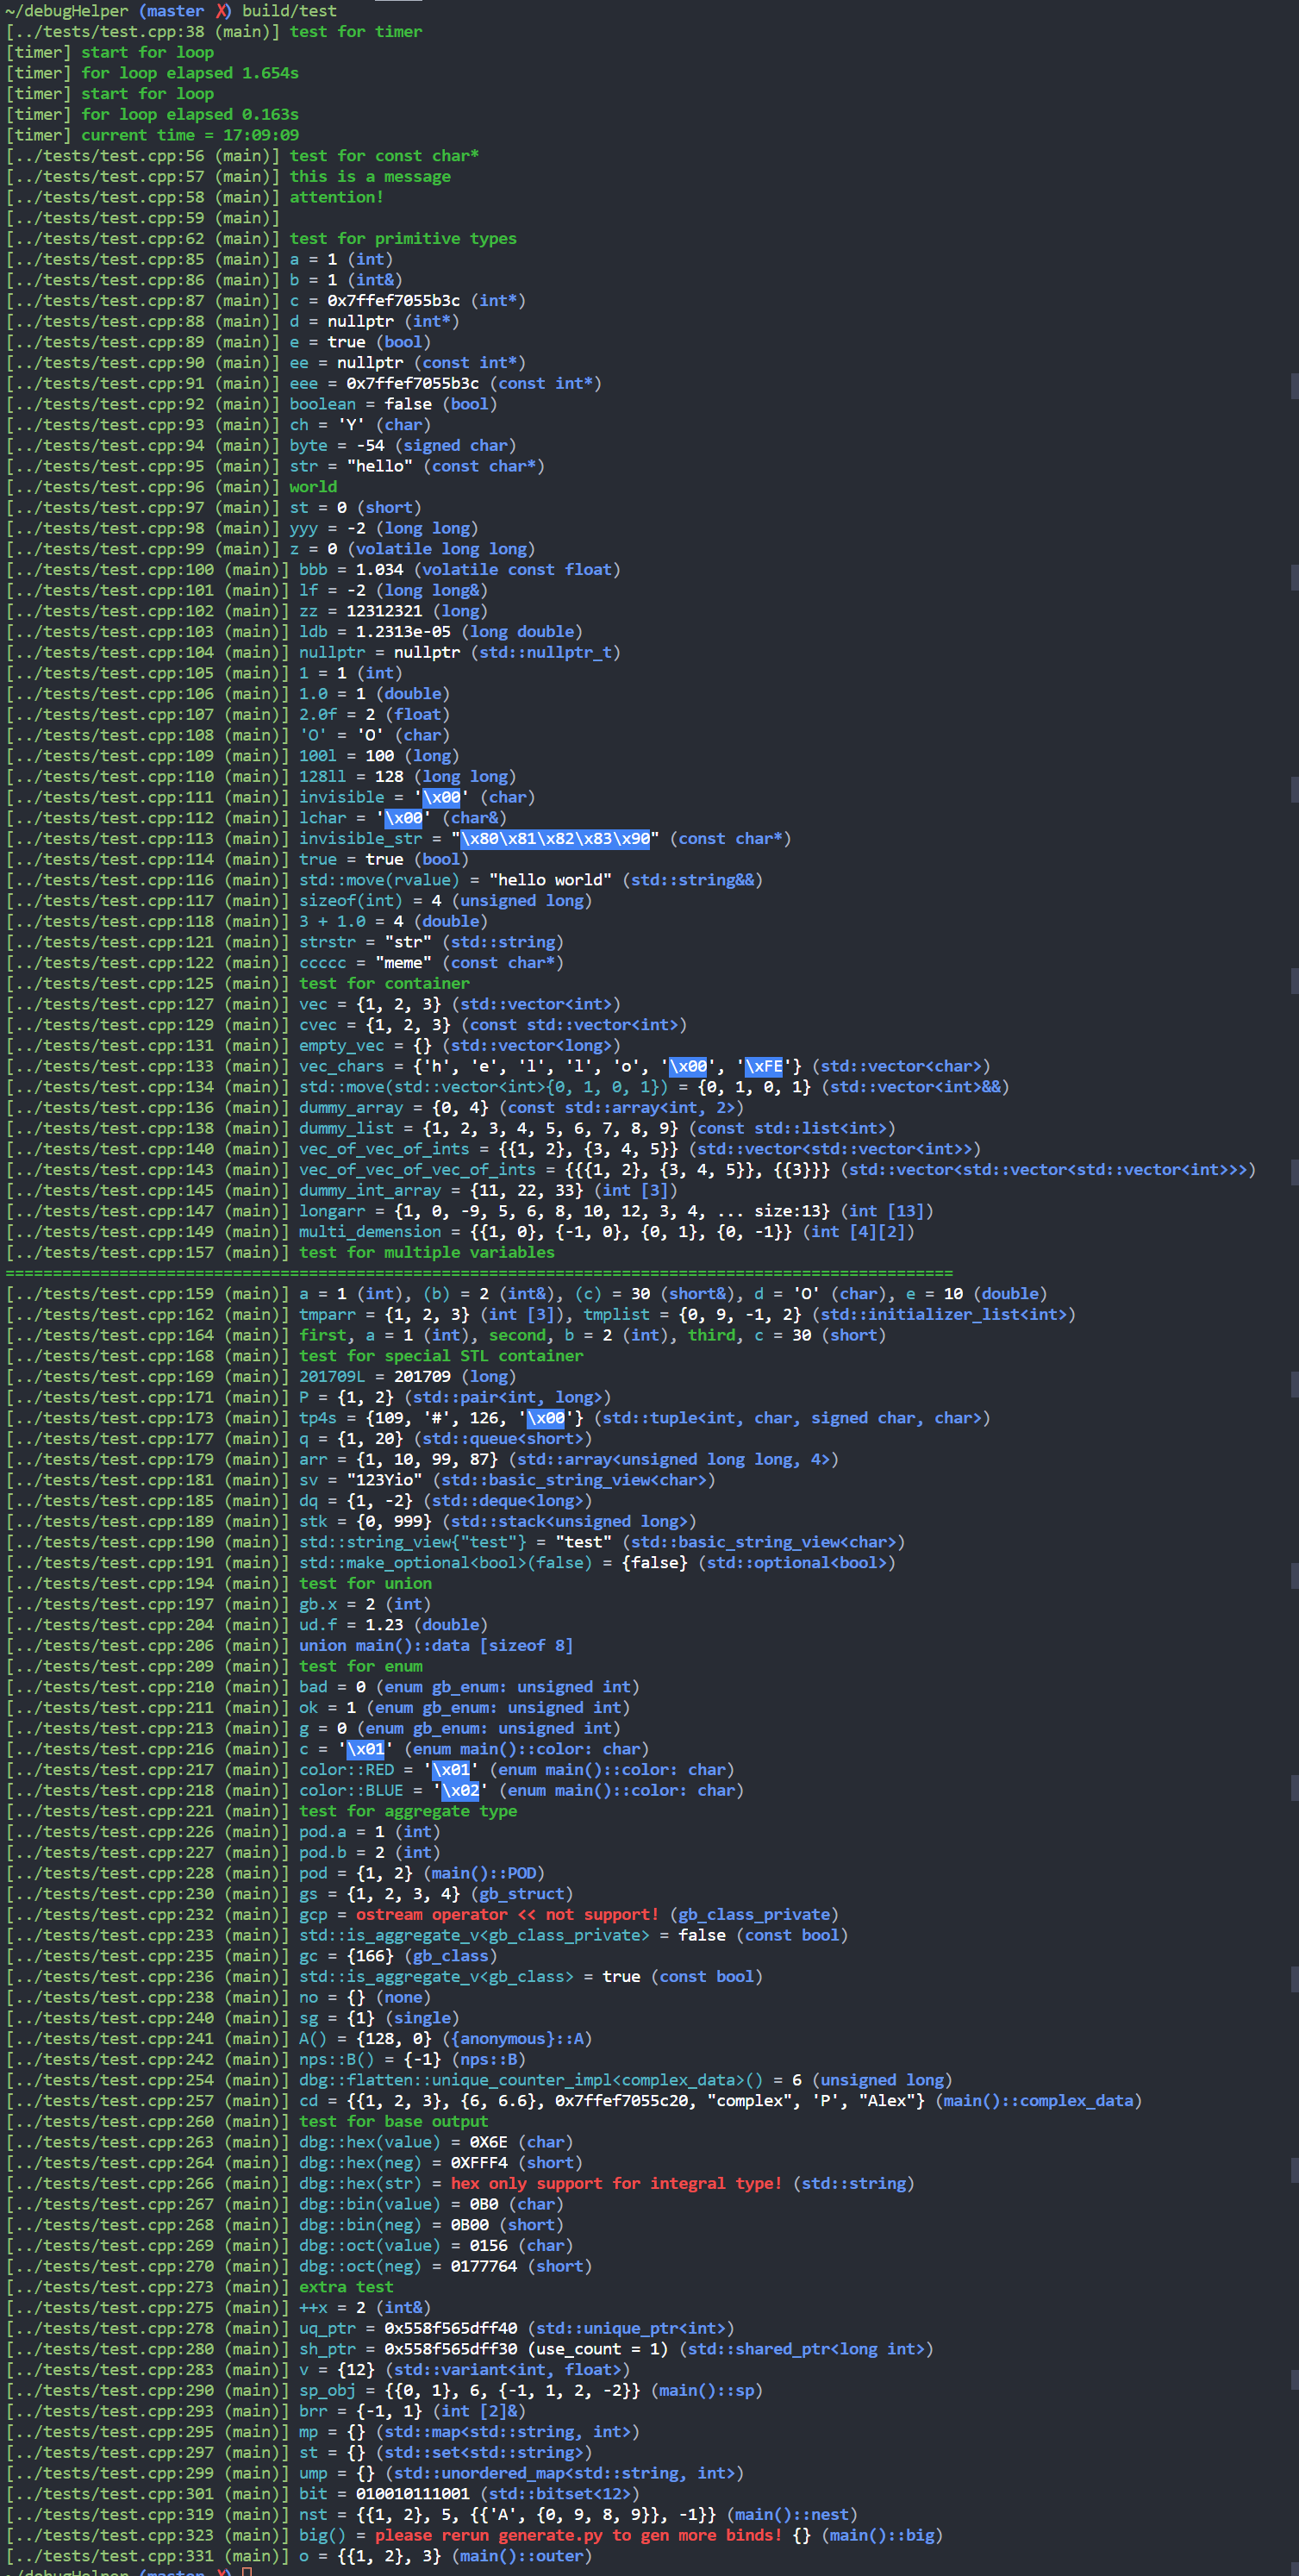 ~/debugHelper (master ✗) build/test
[../tests/test.cpp:38 (main)] test for timer
[timer] start for loop
[timer] for loop elapsed 1.654s
[timer] start for loop
[timer] for loop elapsed 0.163s
[timer] current time = 17:09:09
[../tests/test.cpp:56 (main)] test for const char*
[../tests/test.cpp:57 (main)] this is a message
[../tests/test.cpp:58 (main)] attention!
[../tests/test.cpp:59 (main)]
[../tests/test.cpp:62 (main)] test for primitive types
[../tests/test.cpp:85 (main)] a = 1 (int)
[../tests/test.cpp:86 (main)] b = 1 (int&)
[../tests/test.cpp:87 (main)] c = 0x7ffef7055b3c (int*)
[../tests/test.cpp:88 (main)] d = nullptr (int*)
[../tests/test.cpp:89 (main)] e = true (bool)
[../tests/test.cpp:90 (main)] ee = nullptr (const int*)
[../tests/test.cpp:91 (main)] eee = 0x7ffef7055b3c (const int*)
[../tests/test.cpp:92 (main)] boolean = false (bool)
[../tests/test.cpp:93 (main)] ch = 'Y' (char)
[../tests/test.cpp:94 (main)] byte = -54 (signed char)
[../tests/test.cpp:95 (main)] str = "hello" (const char*)
[../tests/test.cpp:96 (main)] world
[../tests/test.cpp:97 (main)] st = 0 (short)
[../tests/test.cpp:98 (main)] yyy = -2 (long long)
[../tests/test.cpp:99 (main)] z = 0 (volatile long long)
[../tests/test.cpp:100 (main)] bbb = 1.034 (volatile const float)
[../tests/test.cpp:101 (main)] lf = -2 (long long&)
[../tests/test.cpp:102 (main)] zz = 12312321 (long)
[../tests/test.cpp:103 (main)] ldb = 1.2313e-05 (long double)
[../tests/test.cpp:104 (main)] nullptr = nullptr (std::nullptr_t)
[../tests/test.cpp:105 (main)] 1 = 1 (int)
[../tests/test.cpp:106 (main)] 1.0 = 1 (double)
[../tests/test.cpp:107 (main)] 2.0f = 2 (float)
[../tests/test.cpp:108 (main)] 'O' = 'O' (char)
[../tests/test.cpp:109 (main)] 100l = 100 (long)
[../tests/test.cpp:110 (main)] 128ll = 128 (long long)
[../tests/test.cpp:111 (main)] invisible = '\x00' (char)
[../tests/test.cpp:112 (main)] lchar = '\x00' (char&)
[../tests/test.cpp:113 (main)] invisible_str = "\x80\x81\x82\x83\x90" (const char*)
[../tests/test.cpp:114 (main)] true = true (bool)
[../tests/test.cpp:116 (main)] std::move(rvalue) = "hello world" (std::string&&)
[../tests/test.cpp:117 (main)] sizeof(int) = 4 (unsigned long)
[../tests/test.cpp:118 (main)] 3 + 1.0 = 4 (double)
[../tests/test.cpp:121 (main)] strstr = "str" (std::string)
[../tests/test.cpp:122 (main)] ccccc = "meme" (const char*)
[../tests/test.cpp:125 (main)] test for container
[../tests/test.cpp:127 (main)] vec = {1, 2, 3} (std::vector<int>)
[../tests/test.cpp:129 (main)] cvec = {1, 2, 3} (const std::vector<int>)
[../tests/test.cpp:131 (main)] empty_vec = {} (std::vector<long>)
[../tests/test.cpp:133 (main)] vec_chars = {'h', 'e', 'l', 'l', 'o', '\x00', '\xFE'} (std::vector<char>)
[../tests/test.cpp:134 (main)] std::move(std::vector<int>{0, 1, 0, 1}) = {0, 1, 0, 1} (std::vector<int>&&)
[../tests/test.cpp:136 (main)] dummy_array = {0, 4} (const std::array<int, 2>)
[../tests/test.cpp:138 (main)] dummy_list = {1, 2, 3, 4, 5, 6, 7, 8, 9} (const std::list<int>)
[../tests/test.cpp:140 (main)] vec_of_vec_of_ints = {{1, 2}, {3, 4, 5}} (std::vector<std::vector<int>>)
[../tests/test.cpp:143 (main)] vec_of_vec_of_vec_of_ints = {{{1, 2}, {3, 4, 5}}, {{3}}} (std::vector<std::vector<std::vector<int>>>)
[../tests/test.cpp:145 (main)] dummy_int_array = {11, 22, 33} (int [3])
[../tests/test.cpp:147 (main)] longarr = {1, 0, -9, 5, 6, 8, 10, 12, 3, 4, ... size:13} (int [13])
[../tests/test.cpp:149 (main)] multi_demension = {{1, 0}, {-1, 0}, {0, 1}, {0, -1}} (int [4][2])
[../tests/test.cpp:157 (main)] test for multiple variables
====================================================================================================
[../tests/test.cpp:159 (main)] a = 1 (int), (b) = 2 (int&), (c) = 30 (short&), d = 'O' (char), e = 10 (double)
[../tests/test.cpp:162 (main)] tmparr = {1, 2, 3} (int [3]), tmplist = {0, 9, -1, 2} (std::initializer_list<int>)
[../tests/test.cpp:164 (main)] first, a = 1 (int), second, b = 2 (int), third, c = 30 (short)
[../tests/test.cpp:168 (main)] test for special STL container
[../tests/test.cpp:169 (main)] 201709L = 201709 (long)
[../tests/test.cpp:171 (main)] P = {1, 2} (std::pair<int, long>)
[../tests/test.cpp:173 (main)] tp4s = {109, '#', 126, '\x00'} (std::tuple<int, char, signed char, char>)
[../tests/test.cpp:177 (main)] q = {1, 20} (std::queue<short>)
[../tests/test.cpp:179 (main)] arr = {1, 10, 99, 87} (std::array<unsigned long long, 4>)
[../tests/test.cpp:181 (main)] sv = "123Yio" (std::basic_string_view<char>)
[../tests/test.cpp:185 (main)] dq = {1, -2} (std::deque<long>)
[../tests/test.cpp:189 (main)] stk = {0, 999} (std::stack<unsigned long>)
[../tests/test.cpp:190 (main)] std::string_view{"test"} = "test" (std::basic_string_view<char>)
[../tests/test.cpp:191 (main)] std::make_optional<bool>(false) = {false} (std::optional<bool>)
[../tests/test.cpp:194 (main)] test for union
[../tests/test.cpp:197 (main)] gb.x = 2 (int)
[../tests/test.cpp:204 (main)] ud.f = 1.23 (double)
[../tests/test.cpp:206 (main)] union main()::data [sizeof 8]
[../tests/test.cpp:209 (main)] test for enum
[../tests/test.cpp:210 (main)] bad = 0 (enum gb_enum: unsigned int)
[../tests/test.cpp:211 (main)] ok = 1 (enum gb_enum: unsigned int)
[../tests/test.cpp:213 (main)] g = 0 (enum gb_enum: unsigned int)
[../tests/test.cpp:216 (main)] c = '\x01' (enum main()::color: char)
[../tests/test.cpp:217 (main)] color::RED = '\x01' (enum main()::color: char)
[../tests/test.cpp:218 (main)] color::BLUE = '\x02' (enum main()::color: char)
[../tests/test.cpp:221 (main)] test for aggregate type
[../tests/test.cpp:226 (main)] pod.a = 1 (int)
[../tests/test.cpp:227 (main)] pod.b = 2 (int)
[../tests/test.cpp:228 (main)] pod = {1, 2} (main()::POD)
[../tests/test.cpp:230 (main)] gs = {1, 2, 3, 4} (gb_struct)
[../tests/test.cpp:232 (main)] gcp = ostream operator << not support! (gb_class_private)
[../tests/test.cpp:233 (main)] std::is_aggregate_v<gb_class_private> = false (const bool)
[../tests/test.cpp:235 (main)] gc = {166} (gb_class)
[../tests/test.cpp:236 (main)] std::is_aggregate_v<gb_class> = true (const bool)
[../tests/test.cpp:238 (main)] no = {} (none)
[../tests/test.cpp:240 (main)] sg = {1} (single)
[../tests/test.cpp:241 (main)] A() = {128, 0} ({anonymous}::A)
[../tests/test.cpp:242 (main)] nps::B() = {-1} (nps::B)
[../tests/test.cpp:254 (main)] dbg::flatten::unique_counter_impl<complex_data>() = 6 (unsigned long)
[../tests/test.cpp:257 (main)] cd = {{1, 2, 3}, {6, 6.6}, 0x7ffef7055c20, "complex", 'P', "Alex"} (main()::complex_data)
[../tests/test.cpp:260 (main)] test for base output
[../tests/test.cpp:263 (main)] dbg::hex(value) = 0X6E (char)
[../tests/test.cpp:264 (main)] dbg::hex(neg) = 0XFFF4 (short)
[../tests/test.cpp:266 (main)] dbg::hex(str) = hex only support for integral type! (std::string)
[../tests/test.cpp:267 (main)] dbg::bin(value) = 0B0 (char)
[../tests/test.cpp:268 (main)] dbg::bin(neg) = 0B00 (short)
[../tests/test.cpp:269 (main)] dbg::oct(value) = 0156 (char)
[../tests/test.cpp:270 (main)] dbg::oct(neg) = 0177764 (short)
[../tests/test.cpp:273 (main)] extra test
[../tests/test.cpp:275 (main)] ++x = 2 (int&)
[../tests/test.cpp:278 (main)] uq_ptr = 0x558f565dff40 (std::unique_ptr<int>)
[../tests/test.cpp:280 (main)] sh_ptr = 0x558f565dff30 (use_count = 1) (std::shared_ptr<long int>)
[../tests/test.cpp:283 (main)] v = {12} (std::variant<int, float>)
[../tests/test.cpp:290 (main)] sp_obj = {{0, 1}, 6, {-1, 1, 2, -2}} (main()::sp)
[../tests/test.cpp:293 (main)] brr = {-1, 1} (int [2]&)
[../tests/test.cpp:295 (main)] mp = {} (std::map<std::string, int>)
[../tests/test.cpp:297 (main)] st = {} (std::set<std::string>)
[../tests/test.cpp:299 (main)] ump = {} (std::unordered_map<std::string, int>)
[../tests/test.cpp:301 (main)] bit = 010010111001 (std::bitset<12>)
[../tests/test.cpp:319 (main)] nst = {{1, 2}, 5, {{'A', {0, 9, 8, 9}}, -1}} (main()::nest)
[../tests/test.cpp:323 (main)] big() = please rerun generate.py to gen more binds! {} (main()::big)
[../tests/test.cpp:331 (main)] o = {{1, 2}, 3} (main()::outer)
~/debugHelper (master ✗)